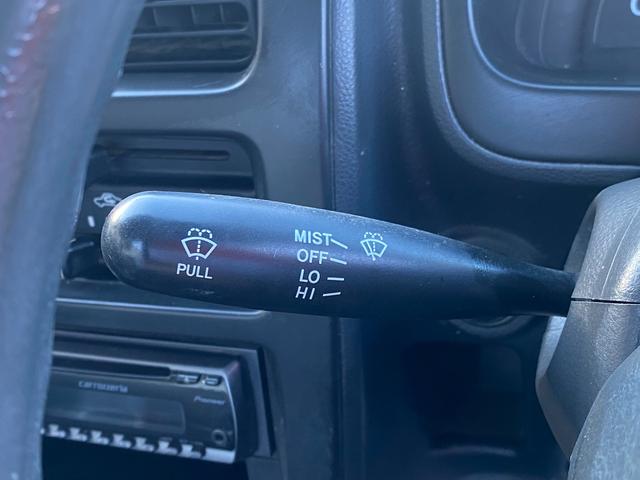 MIST
OFF
LO
HI
PULL
carrozzeria
Pioneer